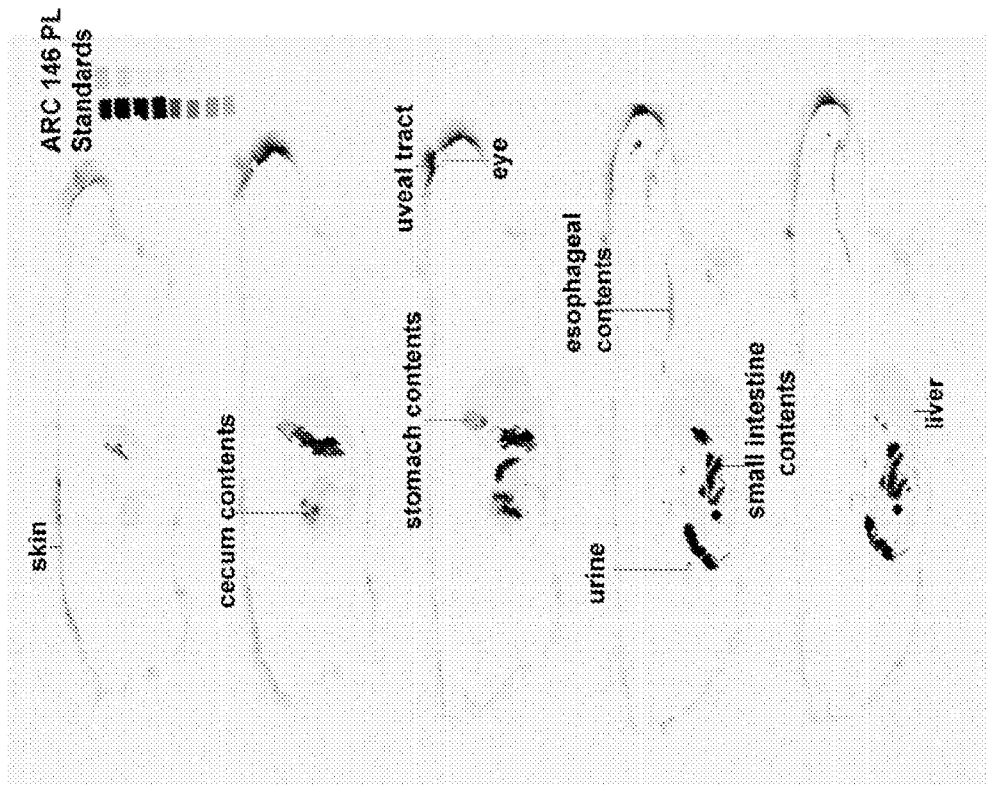 ARC 146 PL
Standards
skin
cecum contents
uveal tract
eye
stomach contents
esophageal
contents
urine
small intestine
contents
liver